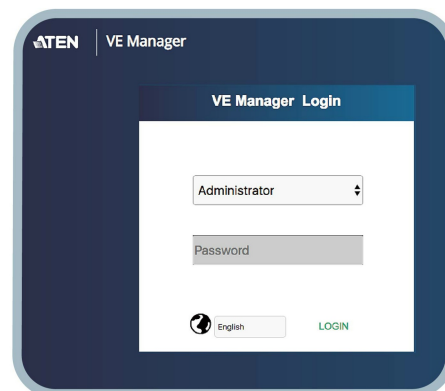 ATEN VE Manager
VE Manager Login
Administrator
Password
English LOGIN